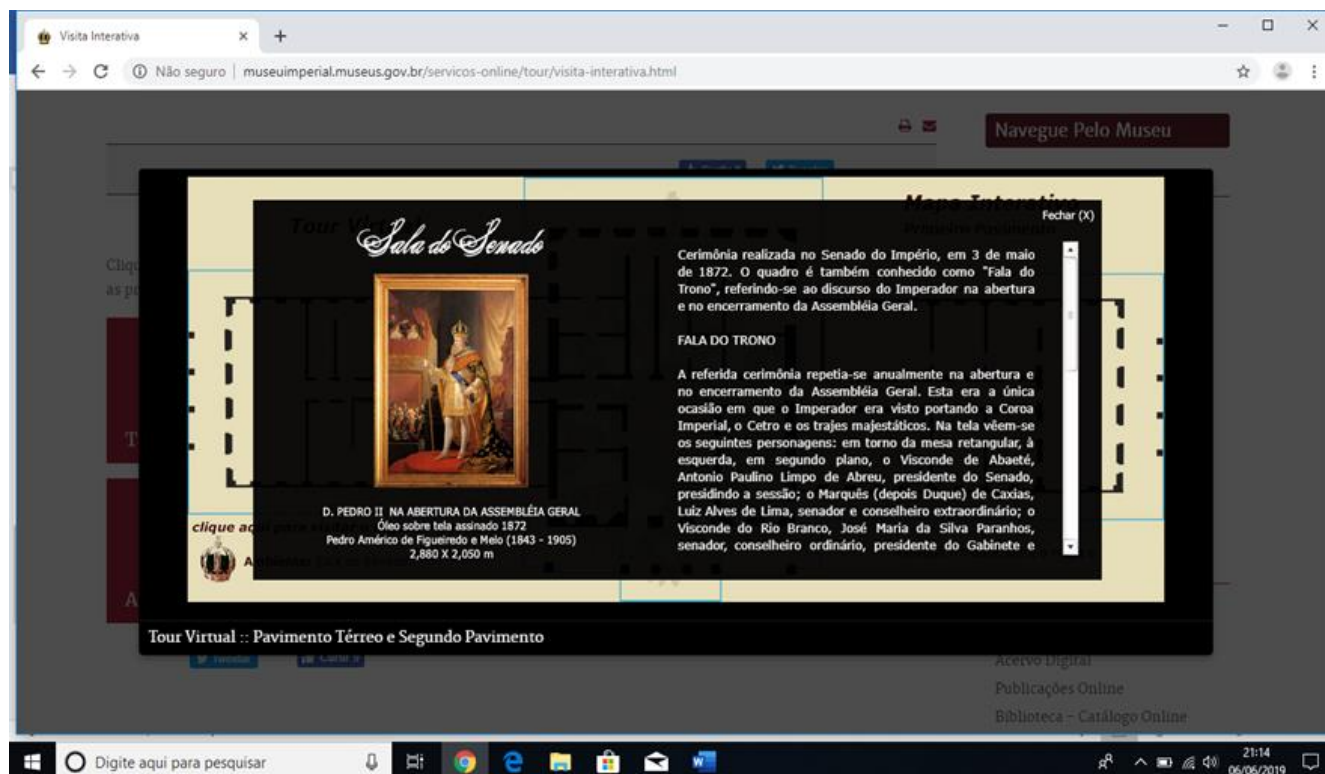 Visita Interativa
Não seguro | museuimperial.museus.gov.br/servicos-online/tour/visita-interativa.html
Navegue Pelo Museu
Tour Virtual
Mapa Interativo
Primeiro Pavimento
Fechar (X)
Sala do Senado
D. PEDRO II NA ABERTURA DA ASSEMBLÉIA GERAL
Óleo sobre tela assinado 1872
Pedro Américo de Figueiredo e Melo (1843 - 1905)
2,880 X 2,050 m
Cerimônia realizada no Senado do Império, em 3 de maio
de 1872. O quadro é também conhecido como "Fala do
Trono", referindo-se ao discurso do Imperador na abertura
e no encerramento da Assembléia Geral.
FALA DO TRONO
A referida cerimônia repetia-se anualmente na abertura e
no encerramento da Assembléia Geral. Esta era a única
ocasião em que o Imperador era visto portando a Coroa
Imperial, o Cetro e os trajes majestáticos. Na tela vêem-se
os seguintes personagens: em torno da mesa retangular, à
esquerda, em segundo plano, o Visconde de Abaeté,
Antonio Paulino Limpo de Abreu, presidente do Senado,
presidindo a sessão; o Marquês (depois Duque) de Caxias,
Luiz Alves de Lima, senador e conselheiro extraordinário; o
Visconde do Rio Branco, José Maria da Silva Paranhos,
senador, conselheiro ordinário, presidente do Gabinete e
clique aqui para
Tour Virtual :: Pavimento Térreo e Segundo Pavimento
Acervo Digital
Publicações Online
Biblioteca – Catálogo Online
Digite aqui para pesquisar
21:14
06/06/2019